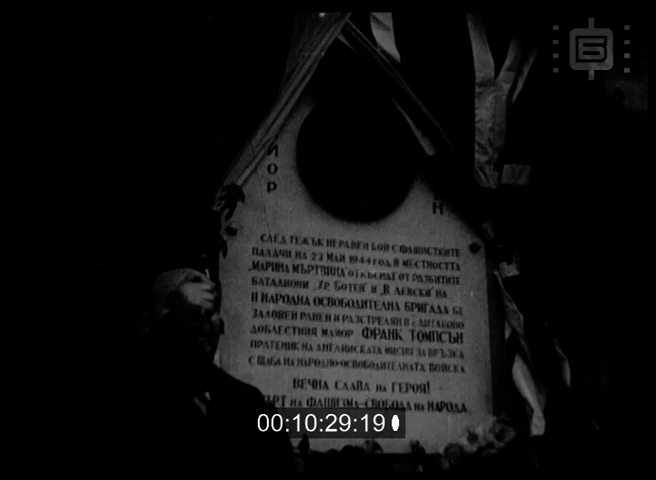 ЙОР
Н
СЛЕД ТЕЖЪК НЕРАВЕН БОЙ С ФАШИСТКИТЕ
ПАЛАЧИ НА 23 МАЙ 1944 ГОД. В МЕСТНОСТТА
„МАРИНА МЪРТВИНА" ОТКЪСНАТ ОТ РАЗБИТИТЕ
БАТАЛИОНИ „ХР. БОТЕВ" И „В. ЛЕВСКИ" НА
II НАРОДНА ОСВОБОДИТЕЛНА БРИГАДА БЕ
ЗАЛОВЕН РАНЕН И РАЗСТРЕЛЯН В С. ЛИТАКОВО
ДОБЛЕСТНИЯ МАЙОР ФРАНК ТОМПСЪН
ПРАТЕНИК НА АНГЛИЙСКАТА МИСИЯ ЗА ВРЪЗКА
С ЩАБА НА НАРОДНО-ОСВОБОДИТЕЛНАТА ВОЙСКА
ВЕЧНА СЛАВА НА ГЕРОЯ!
НА ФАШИЗМА–СВОБОДА НА НАРОДА
00:10:29:19
Б